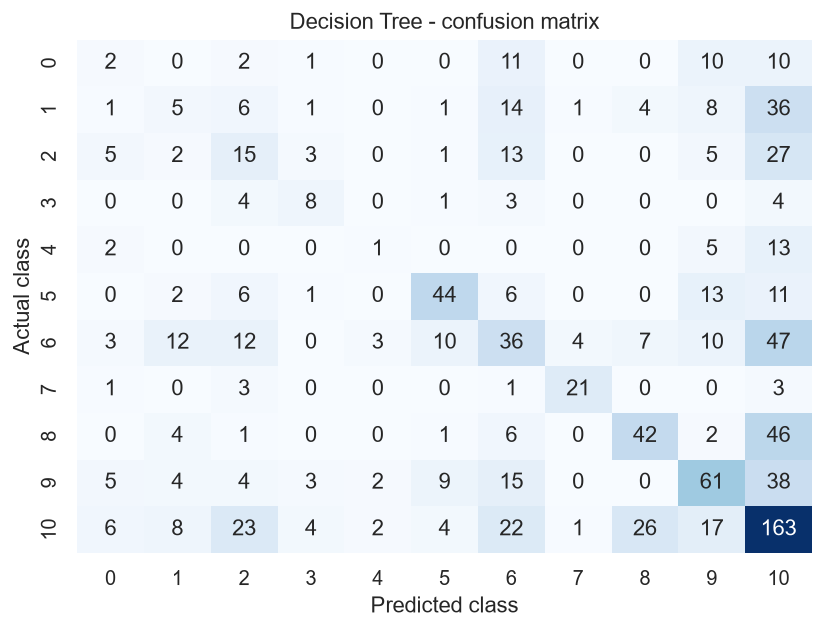 Decision Tree - confusion matrix
Actual class
0 2 0 2 1 0 0 11 0 0 10 10
1 1 5 6 1 0 1 14 1 4 8 36
2 5 2 15 3 0 1 13 0 0 5 27
3 0 0 4 8 0 1 3 0 0 0 4
4 2 0 0 0 1 0 0 0 0 5 13
5 0 2 6 1 0 44 6 0 0 13 11
6 3 12 12 0 3 10 36 4 7 10 47
7 1 0 3 0 0 0 1 21 0 0 3
8 0 4 1 0 0 1 6 0 42 2 46
9 5 4 4 3 2 9 15 0 0 61 38
10 6 8 23 4 2 4 22 1 26 17 163
0 1 2 3 4 5 6 7 8 9 10
Predicted class